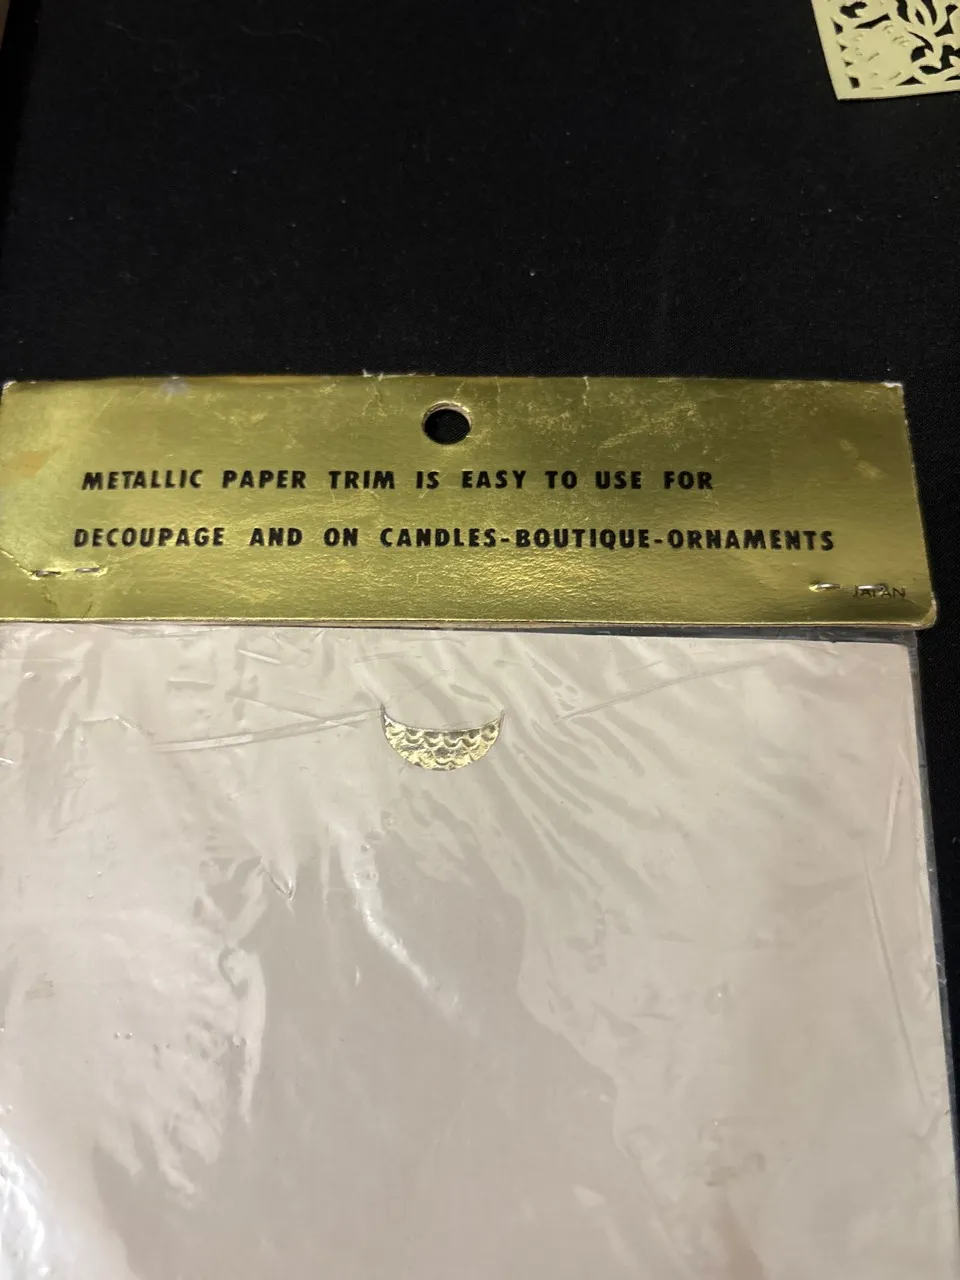 METALLIC PAPER TRIM IS EASY TO USE FOR
DECOUPAGE AND ON CANDLES-BOUTIQUE-ORNAMENTS
JAPAN